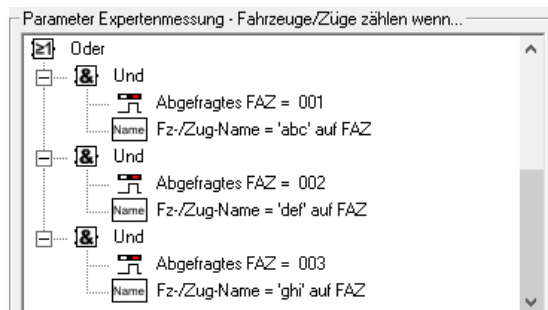 Parameter Expertenmessung - Fahrzeuge/Züge zählen wenn...
≥1 Oder
& Und
Abgefragtes FAZ = 001
Name Fz-/Zug-Name = 'abc' auf FAZ
& Und
Abgefragtes FAZ = 002
Name Fz-/Zug-Name = 'def' auf FAZ
& Und
Abgefragtes FAZ = 003
Name Fz-/Zug-Name = 'ghi' auf FAZ